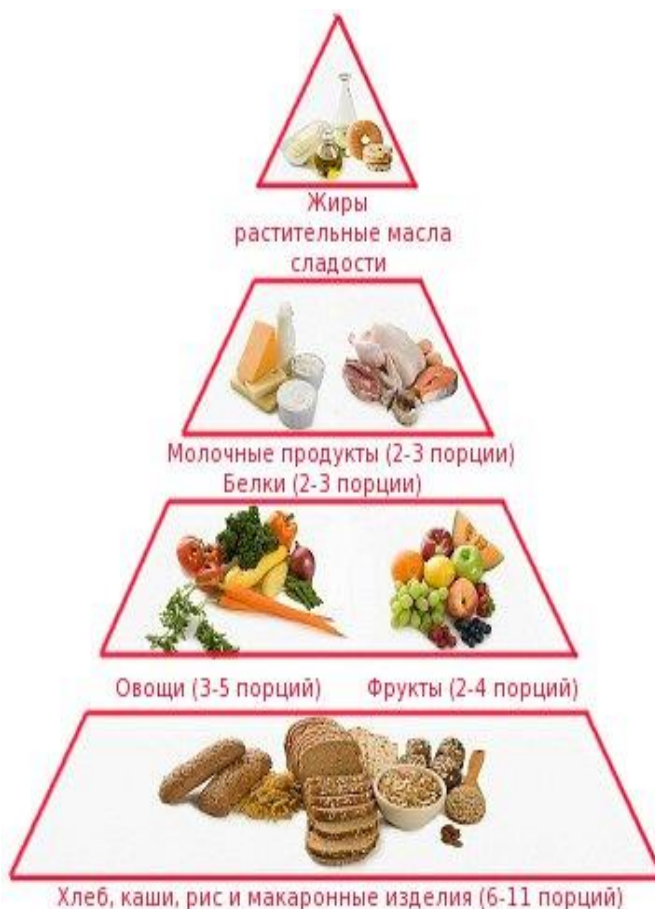 Жиры
растительные масла
сладости
Молочные продукты (2-3 порции)
Белки (2-3 порции)
Овощи (3-5 порций) Фрукты (2-4 порций)
Хлеб, каши, рис и макаронные изделия (6-11 порций)